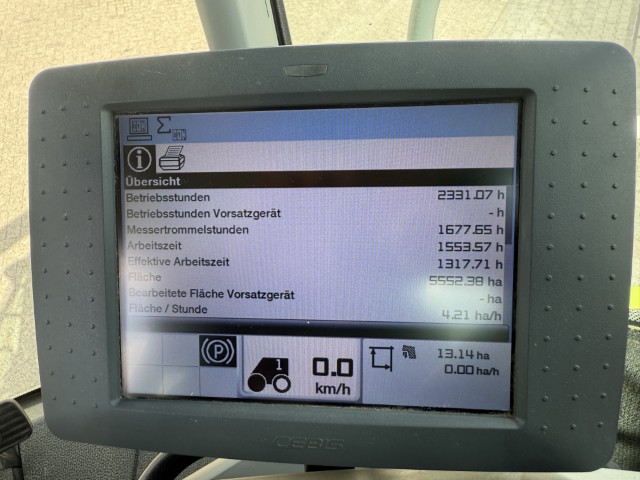 Übersicht
Betriebsstunden 2331.07 h
Betriebsstunden Vorsatzgerät - h
Messertrommelstunden 1677.65 h
Arbeitszeit 1553.57 h
Effektive Arbeitszeit 1317.71 h
Fläche 5552.38 ha
Bearbeitete Fläche Vorsatzgerät - ha
Fläche / Stunde 4.21 ha/h
P
1
0.0
km/h
13.14 ha
0.00 ha/h
CEBIS